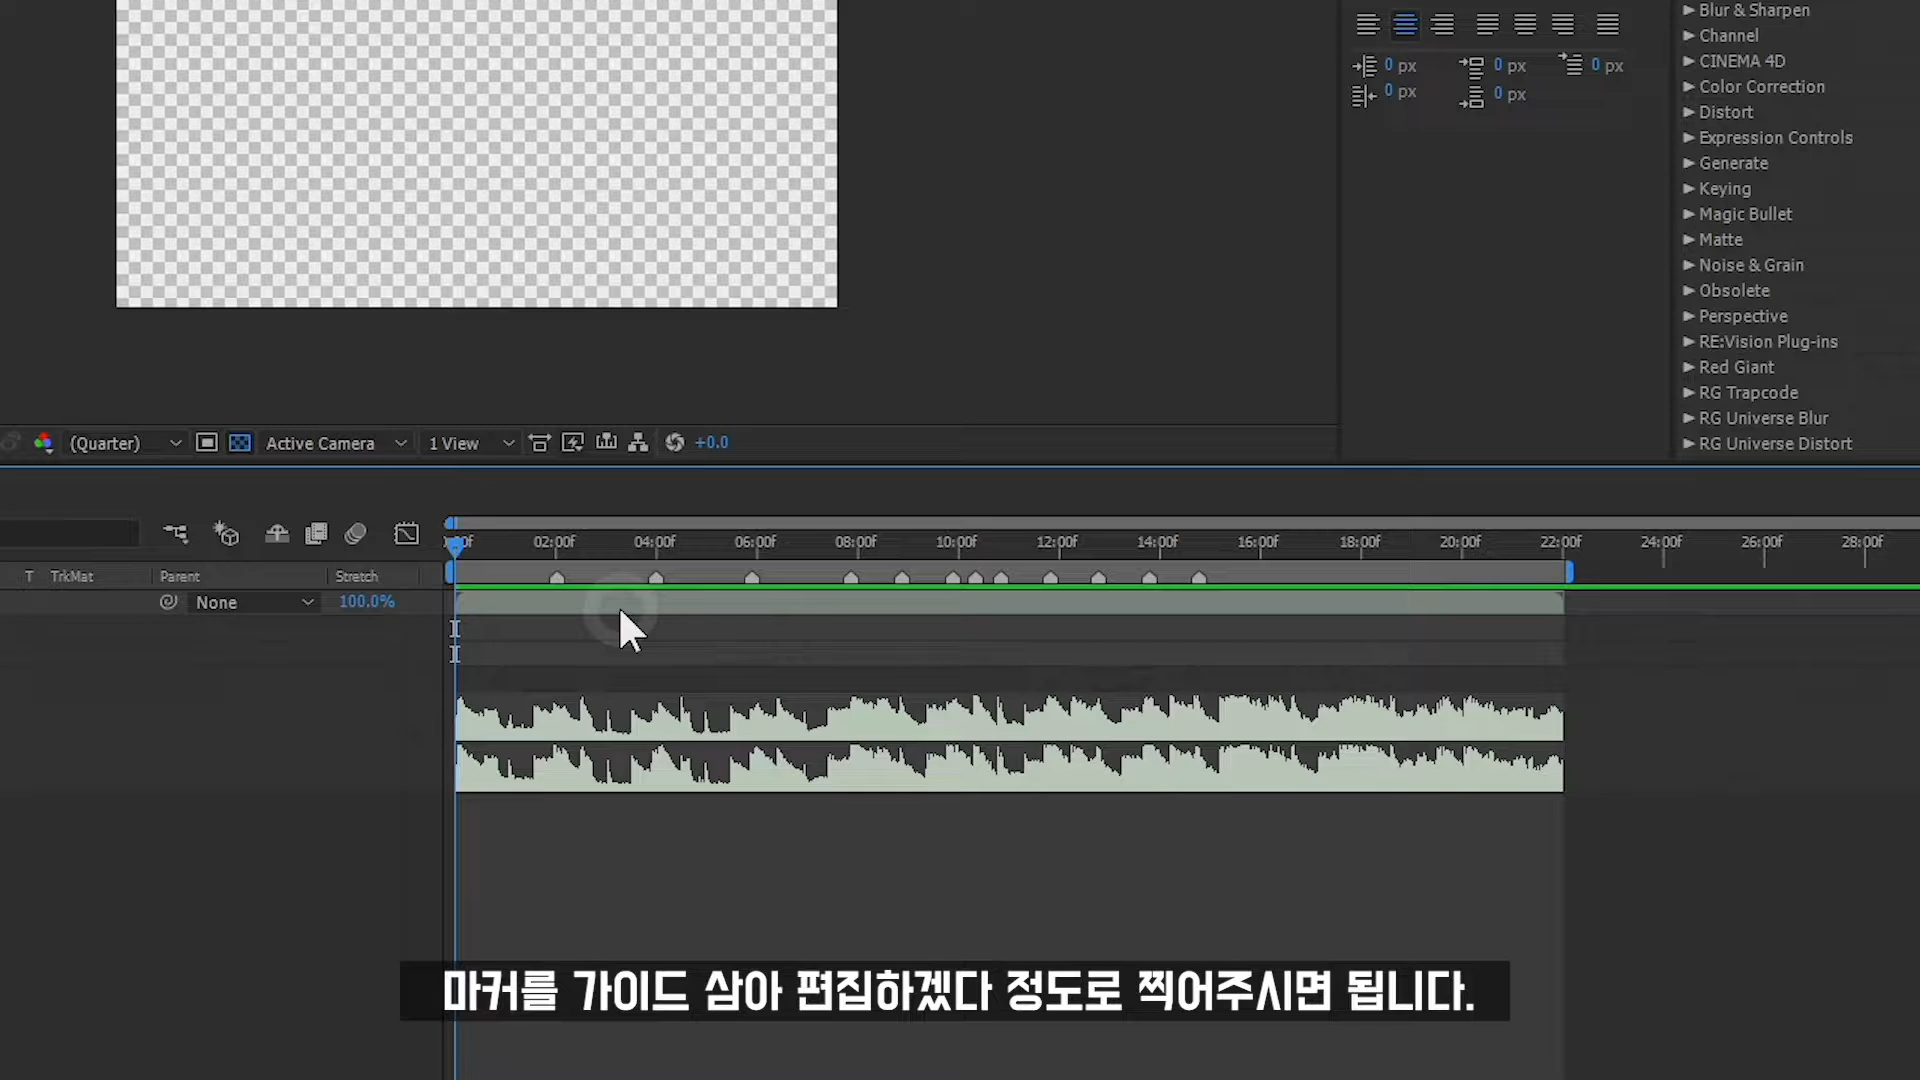 0 px 0 px 0 px
0 px 0 px
Blur & Sharpen
Channel
CINEMA 4D
Color Correction
Distort
Expression Controls
Generate
Keying
Magic Bullet
Matte
Noise & Grain
Obsolete
Perspective
RE:Vision Plug-ins
Red Giant
RG Trapcode
RG Universe Blur
RG Universe Distort
(Quarter) Active Camera 1 View +0.0
02:00f 04:00f 06:00f 08:00f 10:00f 12:00f 14:00f 16:00f 18:00f 20:00f 22:00f 24:00f 26:00f 28:00f
T TrkMat Parent Stretch
None 100.0%
마커를 가이드 삼아 편집하겠다 정도로 찍어주시면 됩니다.